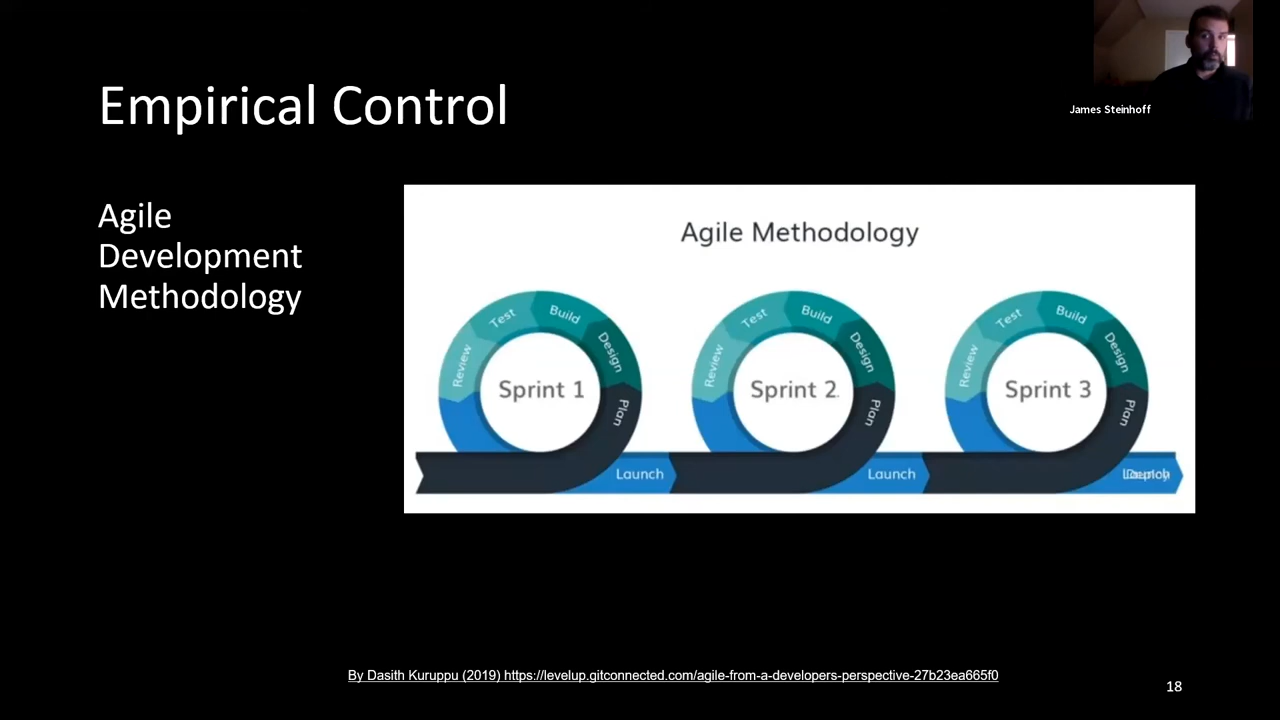 Empirical Control
James Steinhoff
Agile
Development
Methodology
Agile Methodology
Review
Test
Build
Design
Plan
Sprint 1
Launch
Review
Test
Build
Design
Plan
Sprint 2.
Launch
Review
Test
Build
Design
Plan
Sprint 3
By Dasith Kuruppu (2019) https://levelup.gitconnected.com/agile-from-a-developers-perspective-27b23ea665f0
18